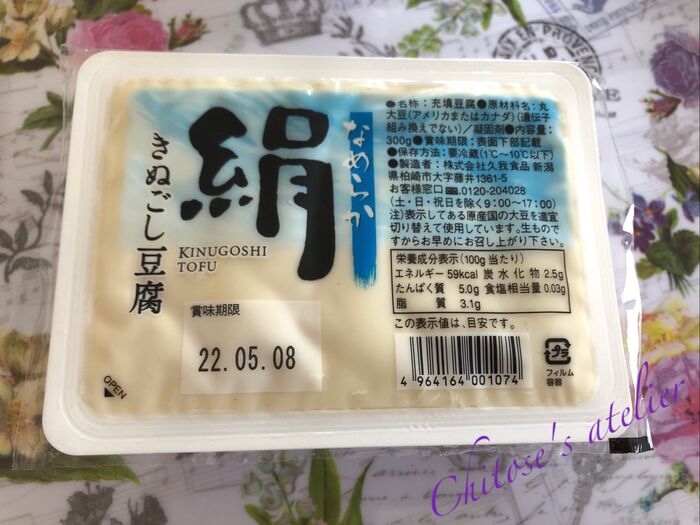 なめらか
絹
きぬごし豆腐
KINUGOSHI
TOFU
賞味期限
22.05.08
OPEN
●名称：充填豆腐●原材料名：丸
大豆(アメリカまたはカナダ)(遺伝子
組み換えでない)／凝固剤●内容量：
300g●賞味期限：表面下部記載
●保存方法：要冷蔵(1℃〜10℃以下)
●製造者：株式会社久我食品 新潟
県柏崎市大字藤井1361-5
お客様窓口 0120-204028
(土・日・祝日を除く9：00〜17：00)
注)表示してある原産国の大豆を適宜
切り替えて使用しています。生もので
すからお早めにお召し上がり下さい。
栄養成分表示(100g当たり)
エネルギー 59kcal 炭水化物 2.5g
たんぱく質 5.0g 食塩相当量 0.03g
脂質 3.1g
この表示値は、目安です。
4 964164 001074
プラ
フィルム
容器
Chitose's atelier